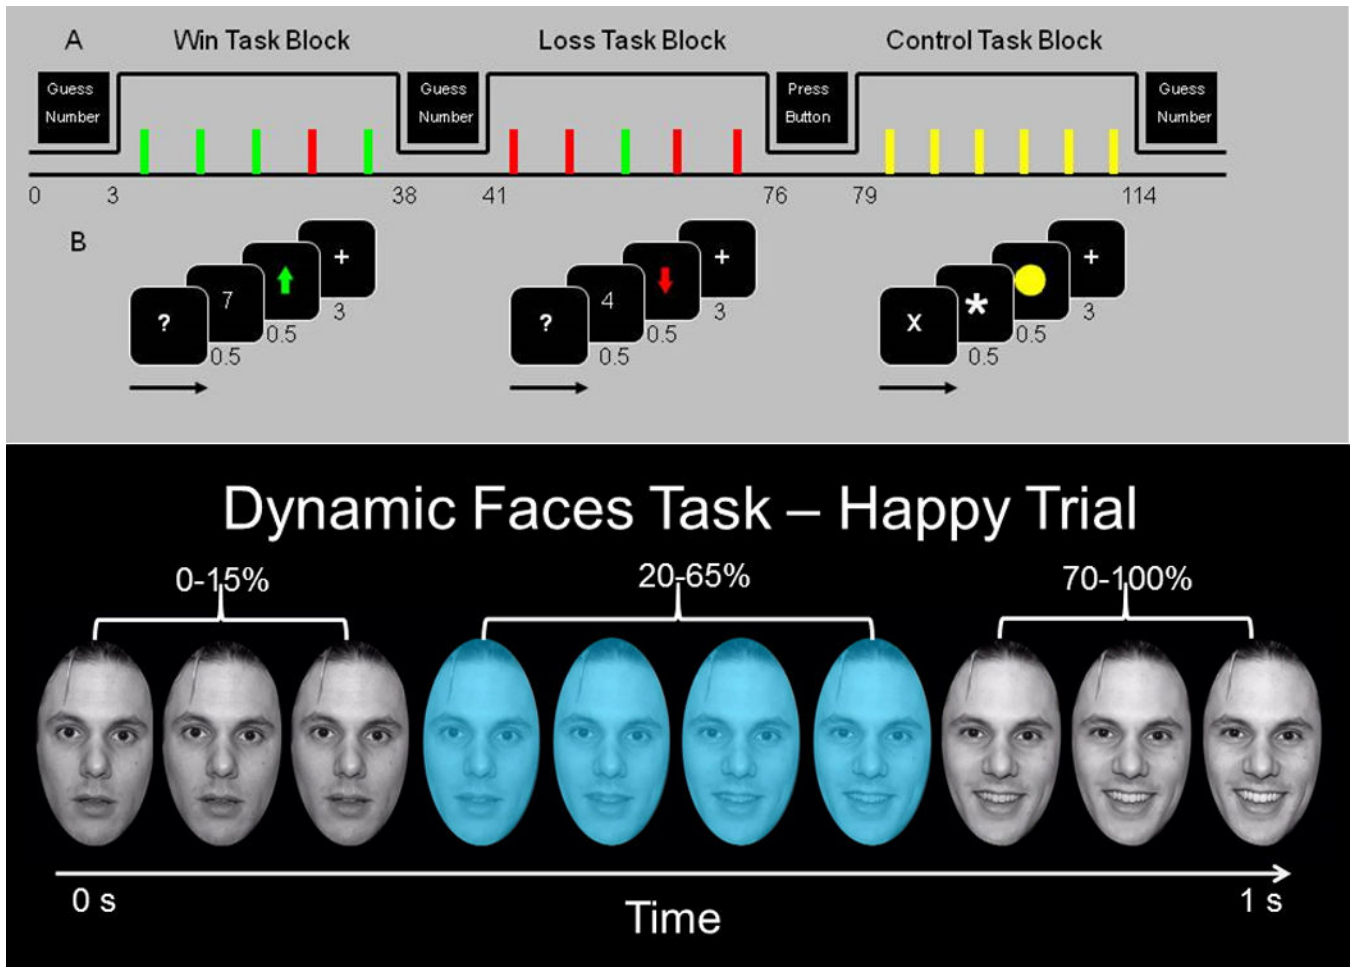 A
Win Task Block
Loss Task Block
Control Task Block
Guess
Number
Guess
Number
Press
Button
Guess
Number
0
3
38
41
76
79
114
B
?
7
0.5
0.5
+
3
?
4
0.5
0.5
+
3
X
*
0.5
0.5
+
3
Dynamic Faces Task – Happy Trial
0-15%
20-65%
70-100%
0 s
Time
1 s